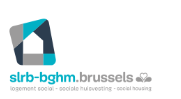 slrb-bghm.brussels
logement social - sociale huisvesting - social housing